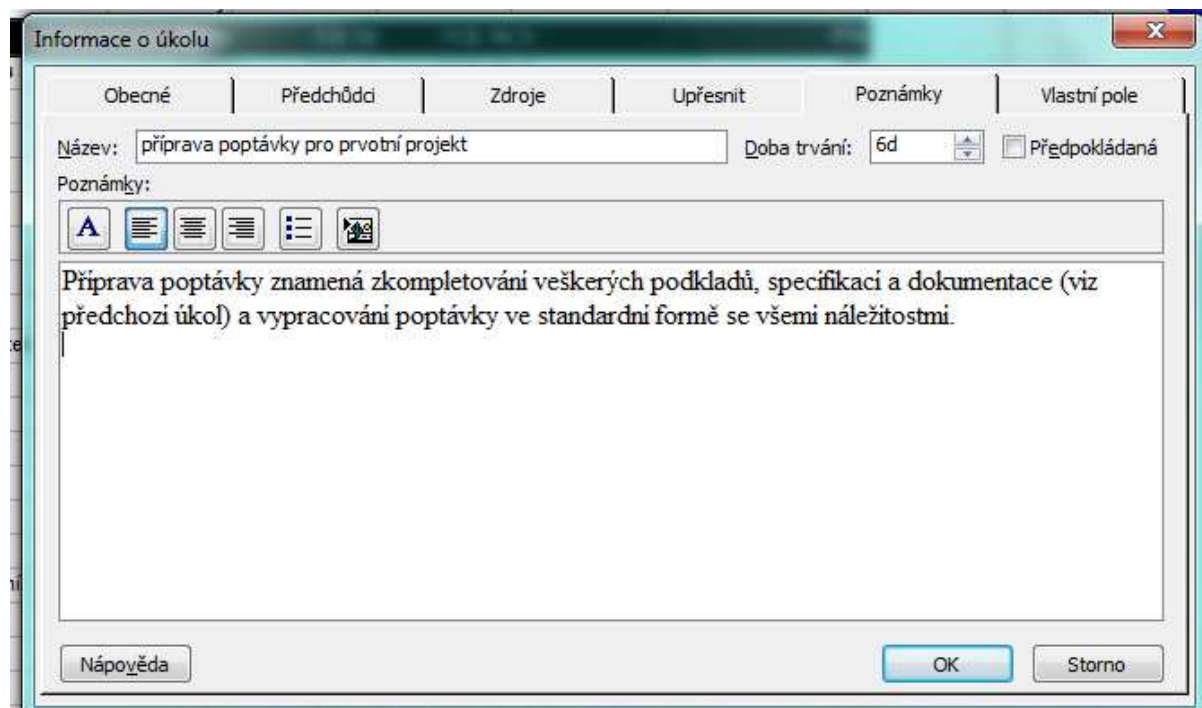 Informace o úkolu
Obecné Předchůdci Zdroje Upřesnit Poznámky Vlastní pole
Název: příprava poptávky pro prvotní projekt Doba trvání: 6d Předpokládaná
Poznámky:
A
Příprava poptávky znamená zkompletování veškerých podkladů, specifikací a dokumentace (viz
předchozí úkol) a vypracování poptávky ve standardní formě se všemi náležitostmi.
Nápověda OK Storno